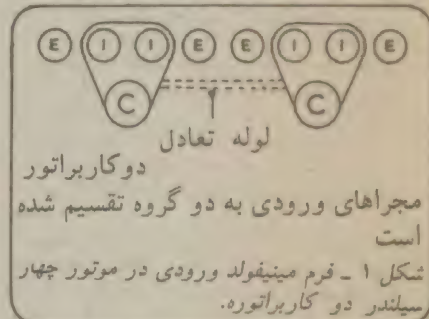 E I I E E I I E
C C
لوله تعادل
دوکاربراتور
مجراهای ورودی به دو گروه تقسیم شده
است
شکل ۱ ـ فرم مینیفولد ورودی در موتور چهار
سیلندر دو کاربراتوره.